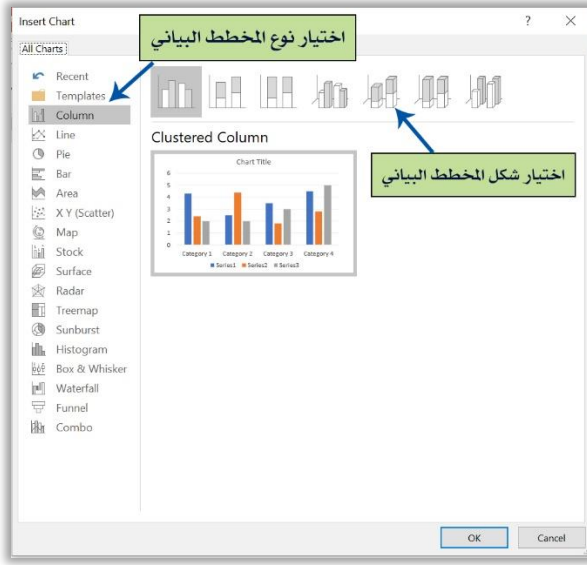 Insert Chart
?
All Charts
اختيار نوع المخطط البياني
Recent
Templates
Column
Line
Pie
Bar
Area
X Y (Scatter)
Map
Stock
Surface
Radar
Treemap
Sunburst
Histogram
Box & Whisker
Waterfall
Funnel
Combo
Clustered Column
اختيار شكل المخطط البياني
Chart Title
6
5
4
3
2
1
0
Category 1 Category 2 Category 3 Category 4
Series1 Series2 Series3
OK Cancel